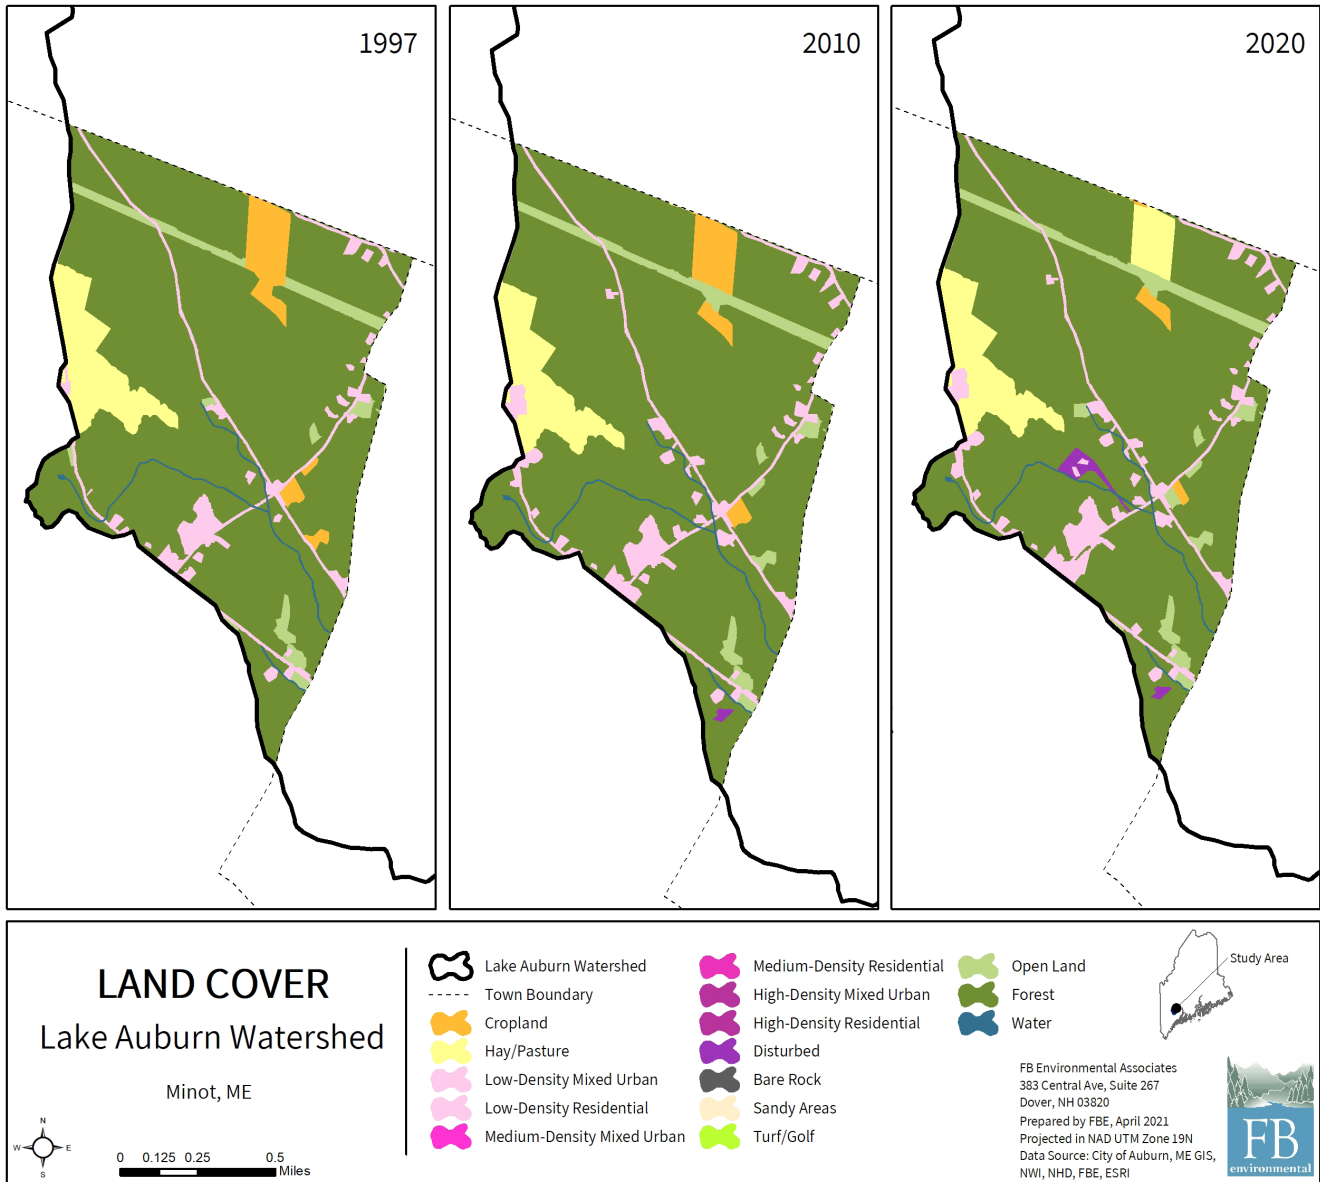 1997
2010
2020
LAND COVER
Lake Auburn Watershed
Minot, ME
N
W E
S
0 0.125 0.25 0.5
Miles
Lake Auburn Watershed
Town Boundary
Cropland
Hay/Pasture
Low-Density Mixed Urban
Low-Density Residential
Medium-Density Mixed Urban
Medium-Density Residential
High-Density Mixed Urban
High-Density Residential
Disturbed
Bare Rock
Sandy Areas
Turf/Golf
Open Land
Forest
Water
Study Area
FB Environmental Associates
383 Central Ave, Suite 267
Dover, NH 03820
Prepared by FBE, April 2021
Projected in NAD UTM Zone 19N
Data Source: City of Auburn, ME GIS,
NWI, NHD, FBE, ESRI
FB
environmental